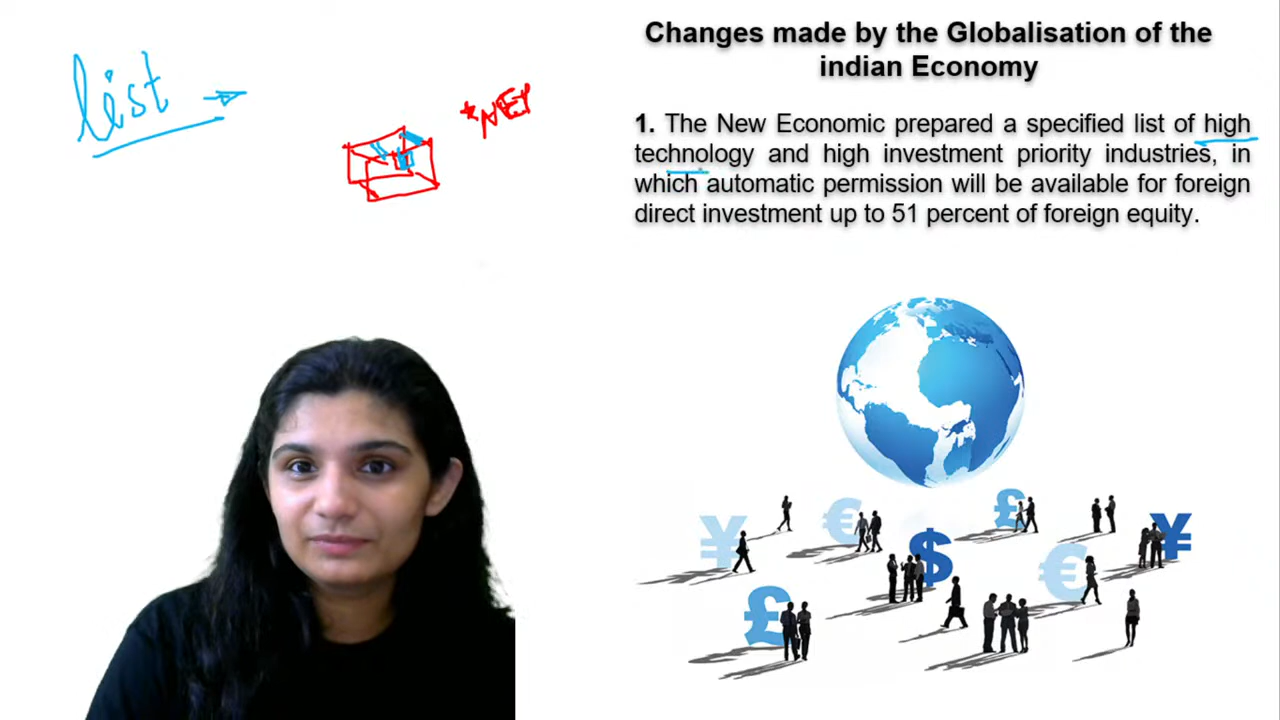 list
*NEP
Changes made by the Globalisation of the
indian Economy
1. The New Economic prepared a specified list of high
technology and high investment priority industries, in
which automatic permission will be available for foreign
direct investment up to 51 percent of foreign equity.
¥
€
£
$
€
¥
£